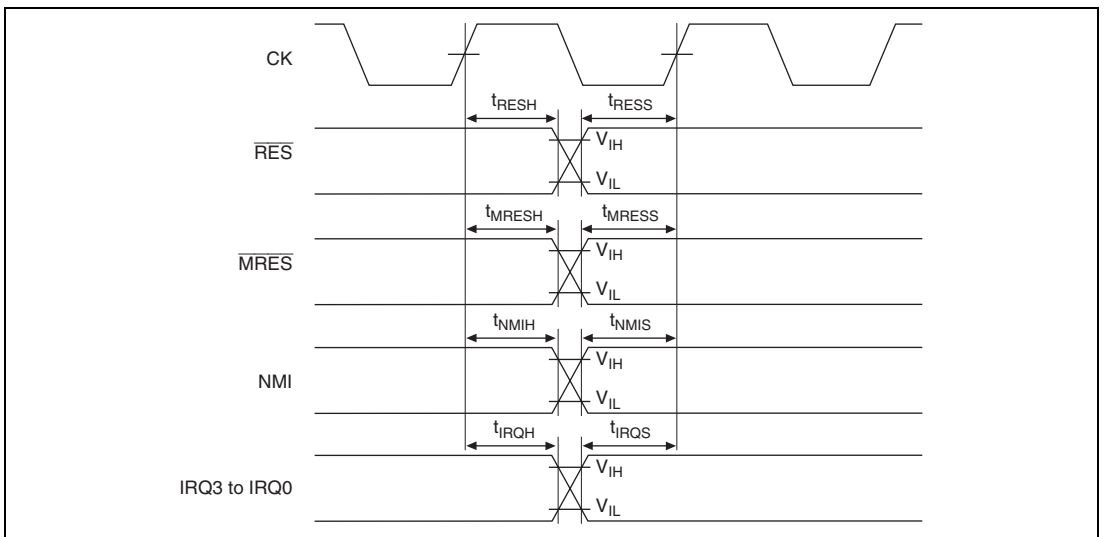 CK
tRESH tRESS
RES VIH
VIL
tMRESH tMRESS
MRES VIH
VIL
tNMIH tNMIS
NMI VIH
VIL
tIRQH tIRQS
IRQ3 to IRQ0 VIH
VIL